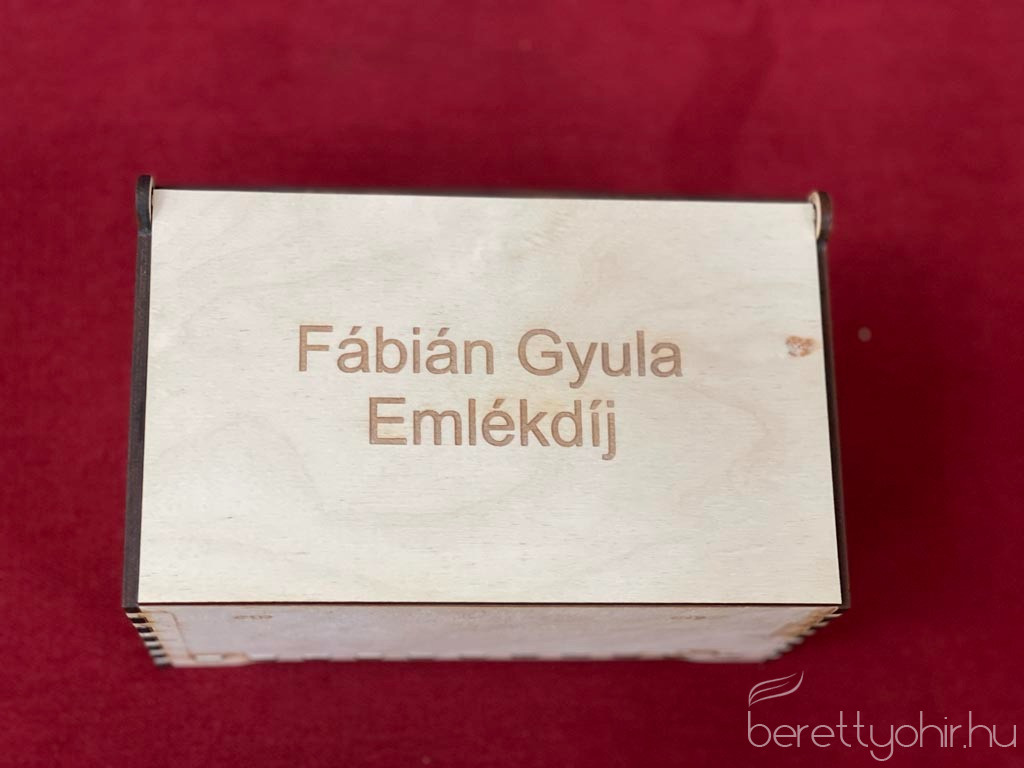 Fábián Gyula
Emlékdíj
berettyohir.hu